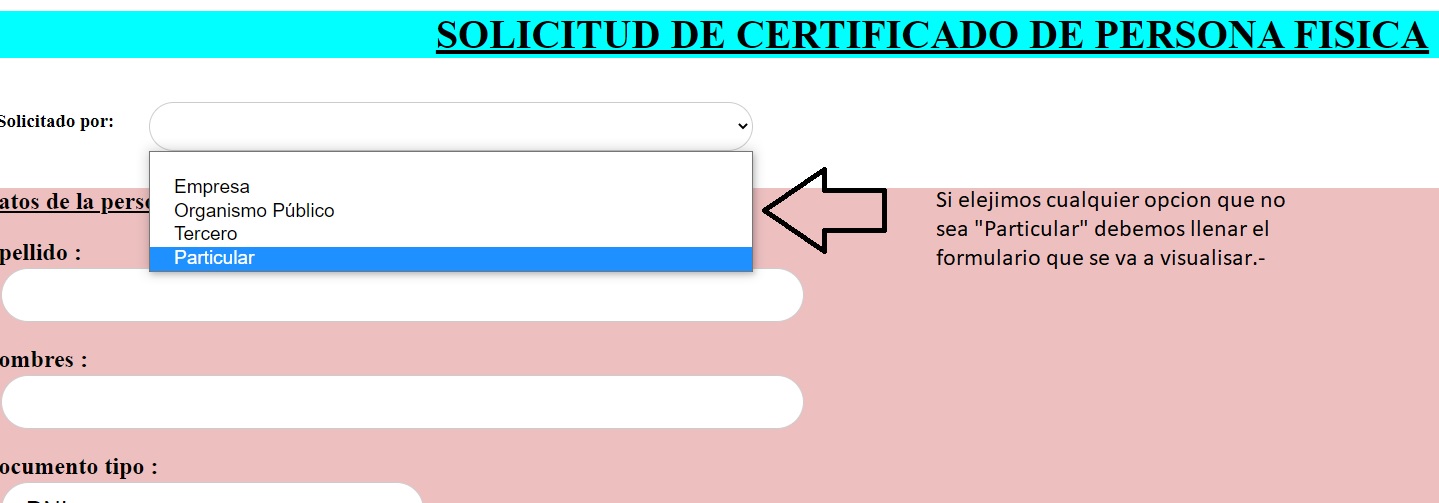 SOLICITUD DE CERTIFICADO DE PERSONA FISICA
Solicitado por:
Empresa
Organismo Público
Tercero
Particular
Si elejimos cualquier opcion que no
sea "Particular" debemos llenar el
formulario que se va a visualisar.-
atos de la perso
pellido :
ombres :
ocumento tipo :